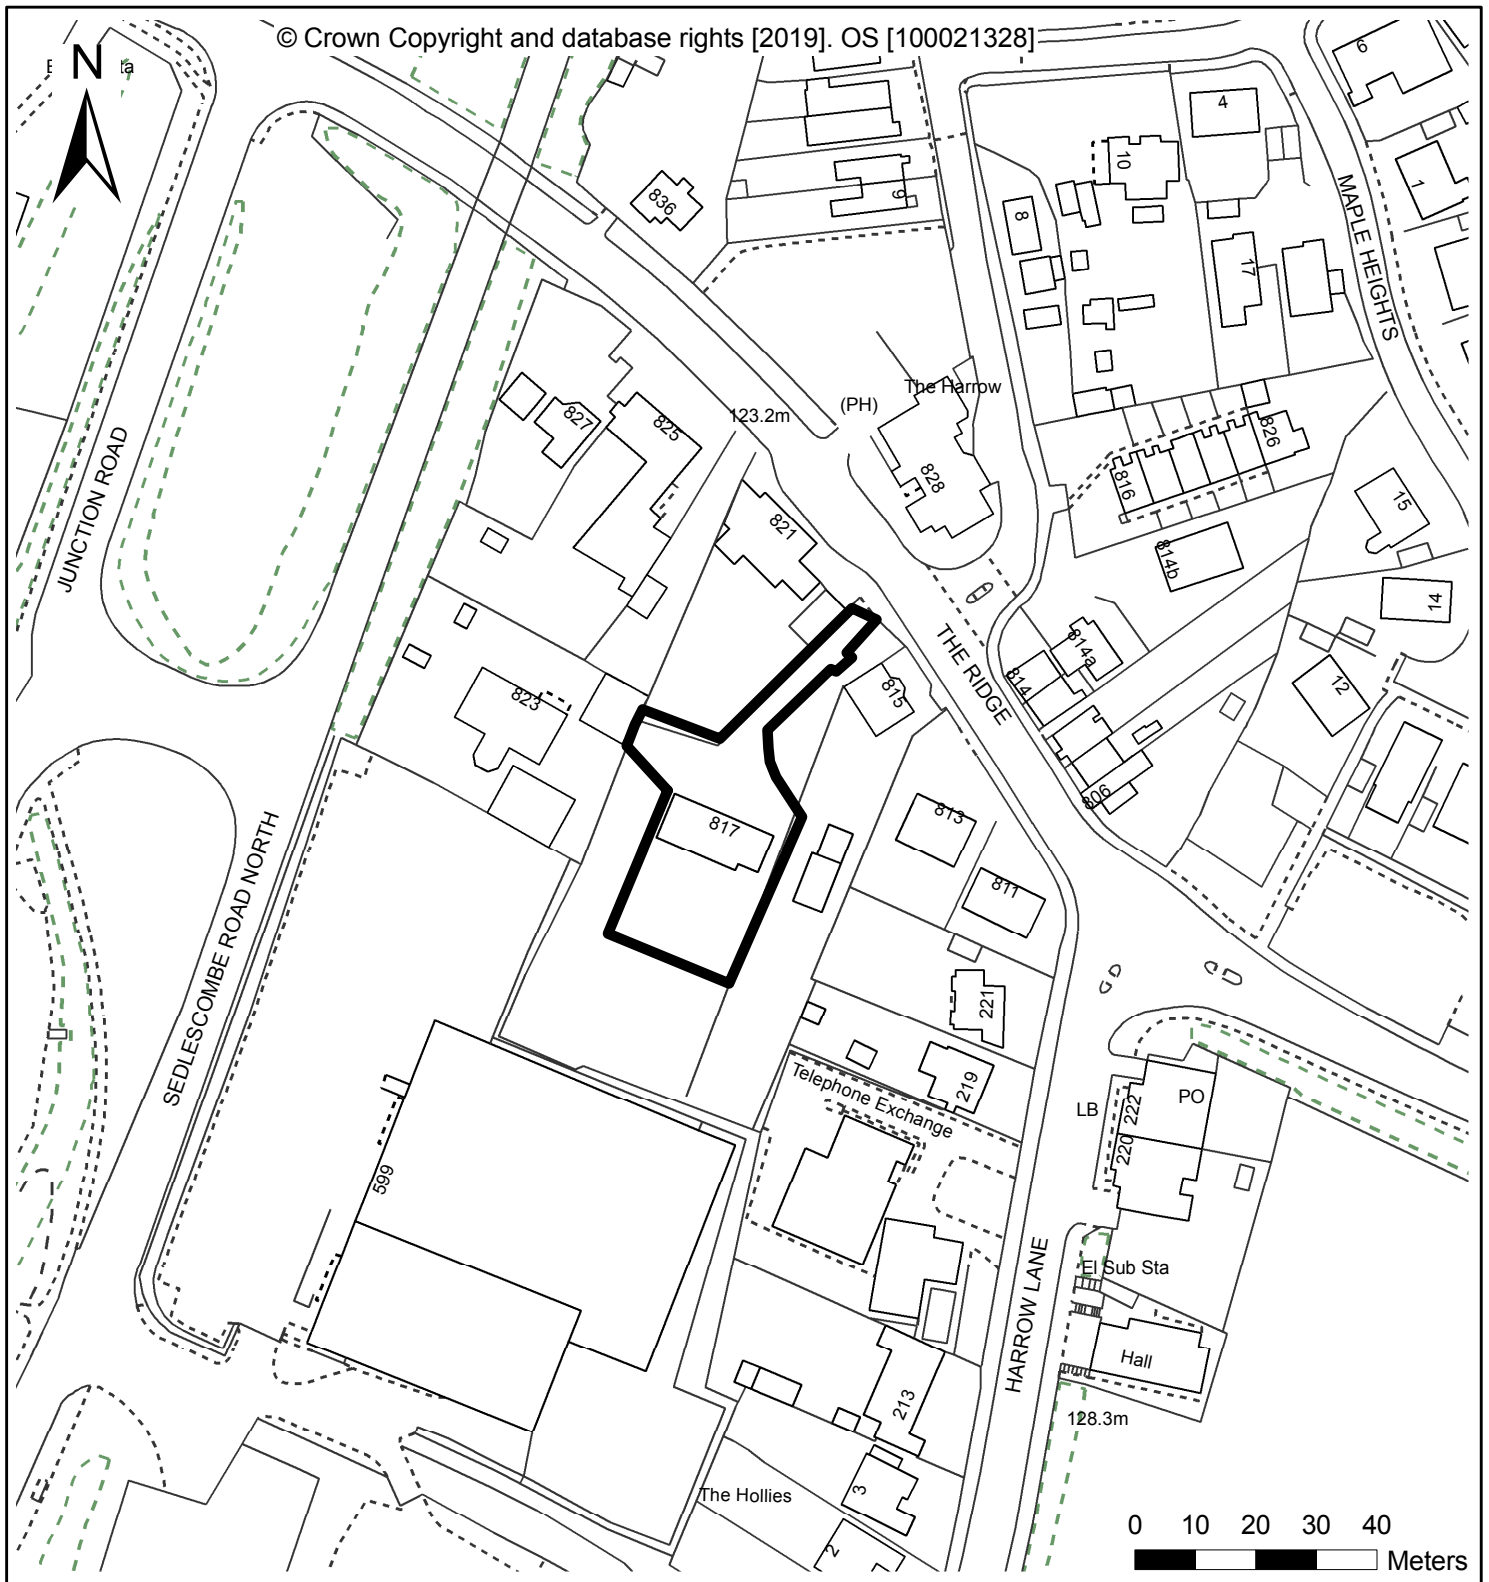 © Crown Copyright and database rights [2019]. OS [100021328]
N
6
4
10
1
836
9
8
MAPLE HEIGHTS
17
The Harrow
(PH)
123.2m
827
825
826
JUNCTION ROAD
828
816
15
821
814b
14
THE RIDGE
814a
814
12
815
823
806
813
817
811
SEDLESCOMBE ROAD NORTH
221
219
Telephone Exchange
LB
222
PO
220
599
HARROW LANE
El Sub Sta
Hall
213
128.3m
3
The Hollies
2
0 10 20 30 40
Meters